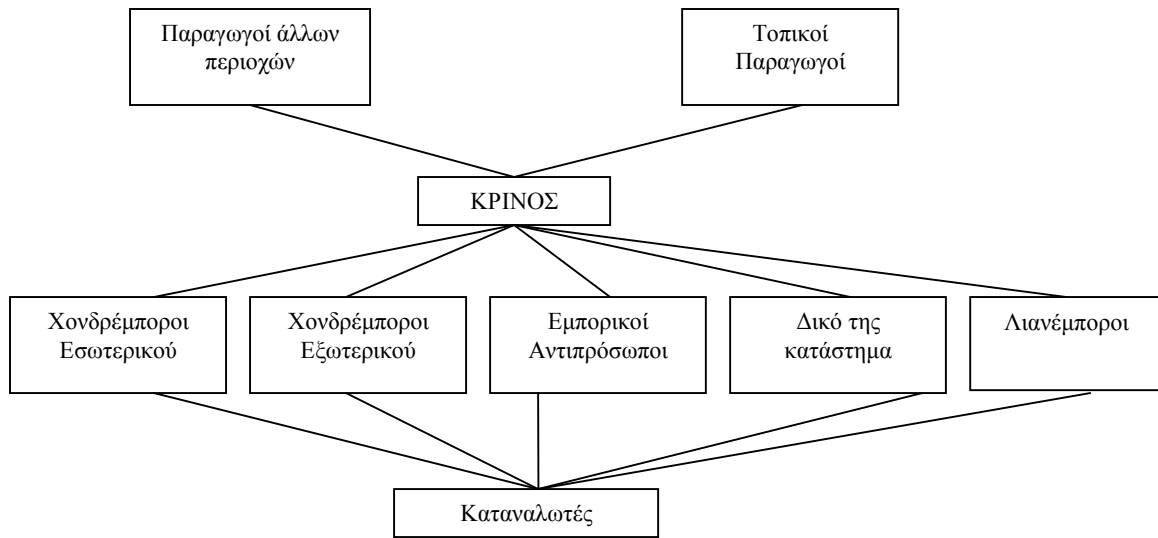 Παραγωγοί άλλων
περιοχών
Τοπικοί
Παραγωγοί
ΚΡΙΝΟΣ
Χονδρέμποροι
Εσωτερικού
Χονδρέμποροι
Εξωτερικού
Εμπορικοί
Αντιπρόσωποι
Δικό της
κατάστημα
Λιανέμποροι
Καταναλωτές